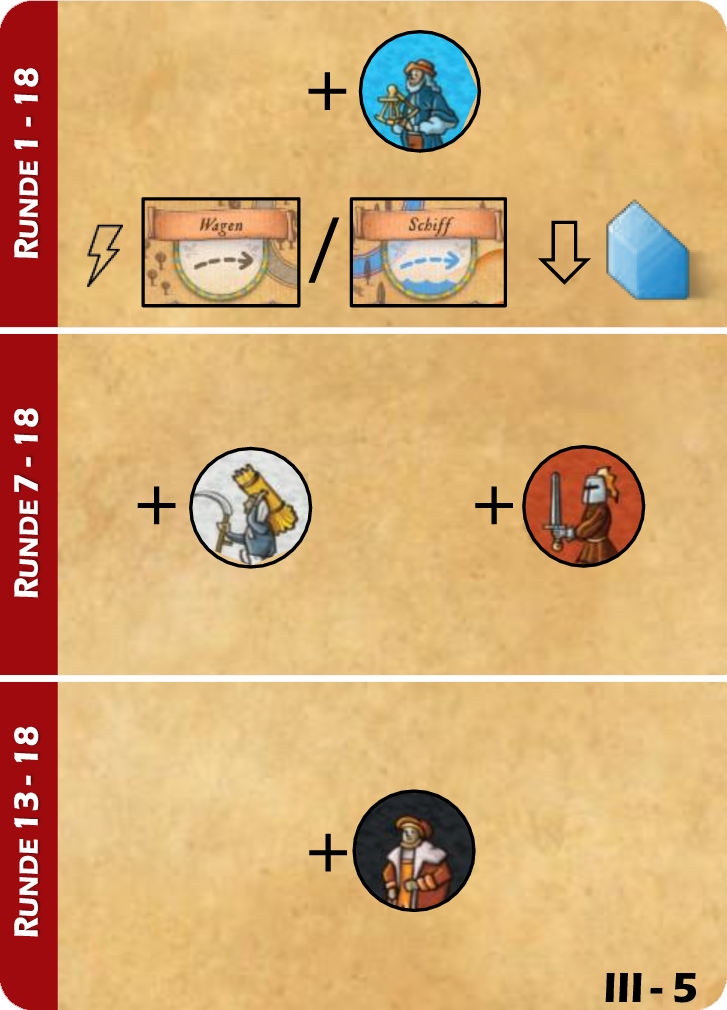 RUNDE 1 - 18
+
Wagen / Schiff
RUNDE 7 - 18
+ +
RUNDE 13 - 18
+
III - 5